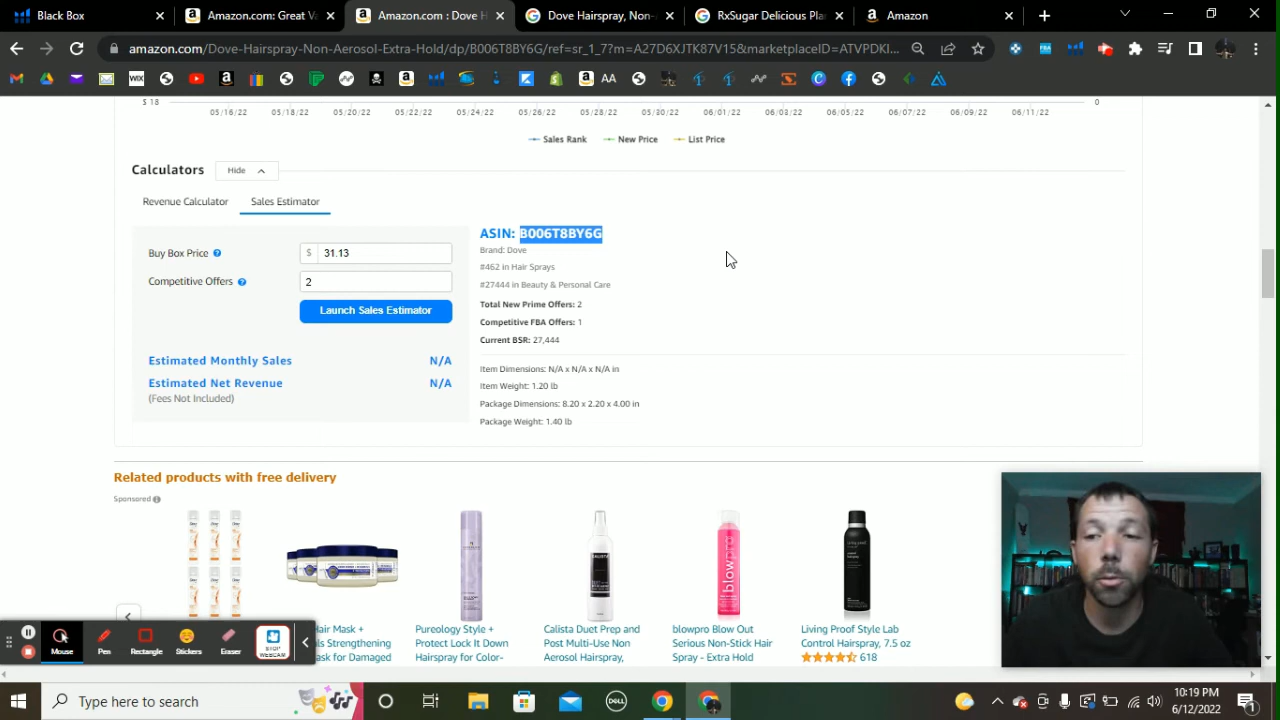 Black Box
Amazon.com: Great Va
Amazon.com : Dove H
Dove Hairspray, Non-
RxSugar Delicious Pla
Amazon
amazon.com/Dove-Hairspray-Non-Aerosol-Extra-Hold/dp/B006T8BY6G/ref=sr_1_7?m=A27D6XJTK87V15&marketplaceID=ATVPDKI...
WIX
AA
$ 18
0
05/16/22 05/18/22 05/20/22 05/22/22 05/24/22 05/26/22 05/28/22 05/30/22 06/01/22 06/03/22 06/05/22 06/07/22 06/09/22 06/11/22
Sales Rank New Price List Price
Calculators Hide
Revenue Calculator Sales Estimator
Buy Box Price $ 31.13
Competitive Offers 2
Launch Sales Estimator
Estimated Monthly Sales N/A
Estimated Net Revenue N/A
(Fees Not Included)
ASIN: B006T8BY6G
Brand: Dove
#462 in Hair Sprays
#27444 in Beauty & Personal Care
Total New Prime Offers: 2
Competitive FBA Offers: 1
Current BSR: 27,444
Item Dimensions: N/A x N/A x N/A in
Item Weight: 1.20 lb
Package Dimensions: 8.20 x 2.20 x 4.00 in
Package Weight: 1.40 lb
Related products with free delivery
Sponsored
Hair Mask +
ls Strengthening
ask for Damaged
Pureology Style +
Protect Lock It Down
Hairspray for Color-
Calista Duet Prep and
Post Multi-Use Non
Aerosol Hairspray,
blowpro Blow Out
Serious Non-Stick Hair
Spray - Extra Hold
Living Proof Style Lab
Control Hairspray, 7.5 oz
618
Mouse
Pen
Rectangle
Stickers
Eraser
STOP
WEBCAM
Type here to search
DELL
10:19 PM
6/12/2022
1